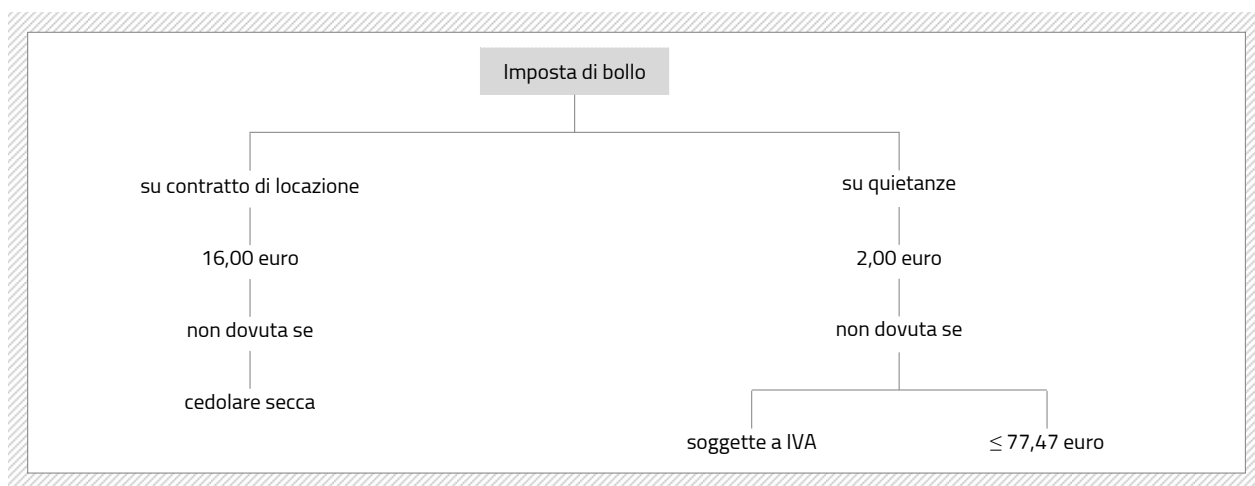 Imposta di bollo
su contratto di locazione
16,00 euro
non dovuta se
cedolare secca
su quietanze
2,00 euro
non dovuta se
soggette a IVA
≤ 77,47 euro